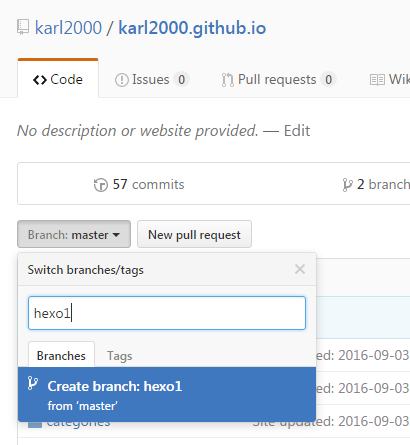 karl2000 / karl2000.github.io
Code Issues 0 Pull requests 0 Wik
No description or website provided. — Edit
57 commits 2 branch
Branch: master New pull request
Switch branches/tags
hexo1
Branches Tags
Create branch: hexo1
from 'master'
ed: 2016-09-03
ed: 2016-09-03
categories Site updated: 2016-09-03